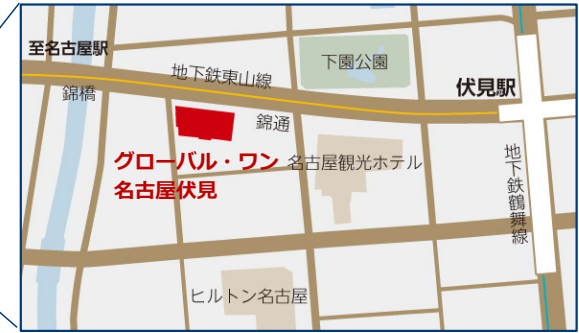 至名古屋駅
地下鉄東山線
下園公園
伏見駅
錦橋
錦通
グローバル・ワン
名古屋伏見
名古屋観光ホテル
地下鉄鶴舞線
ヒルトン名古屋